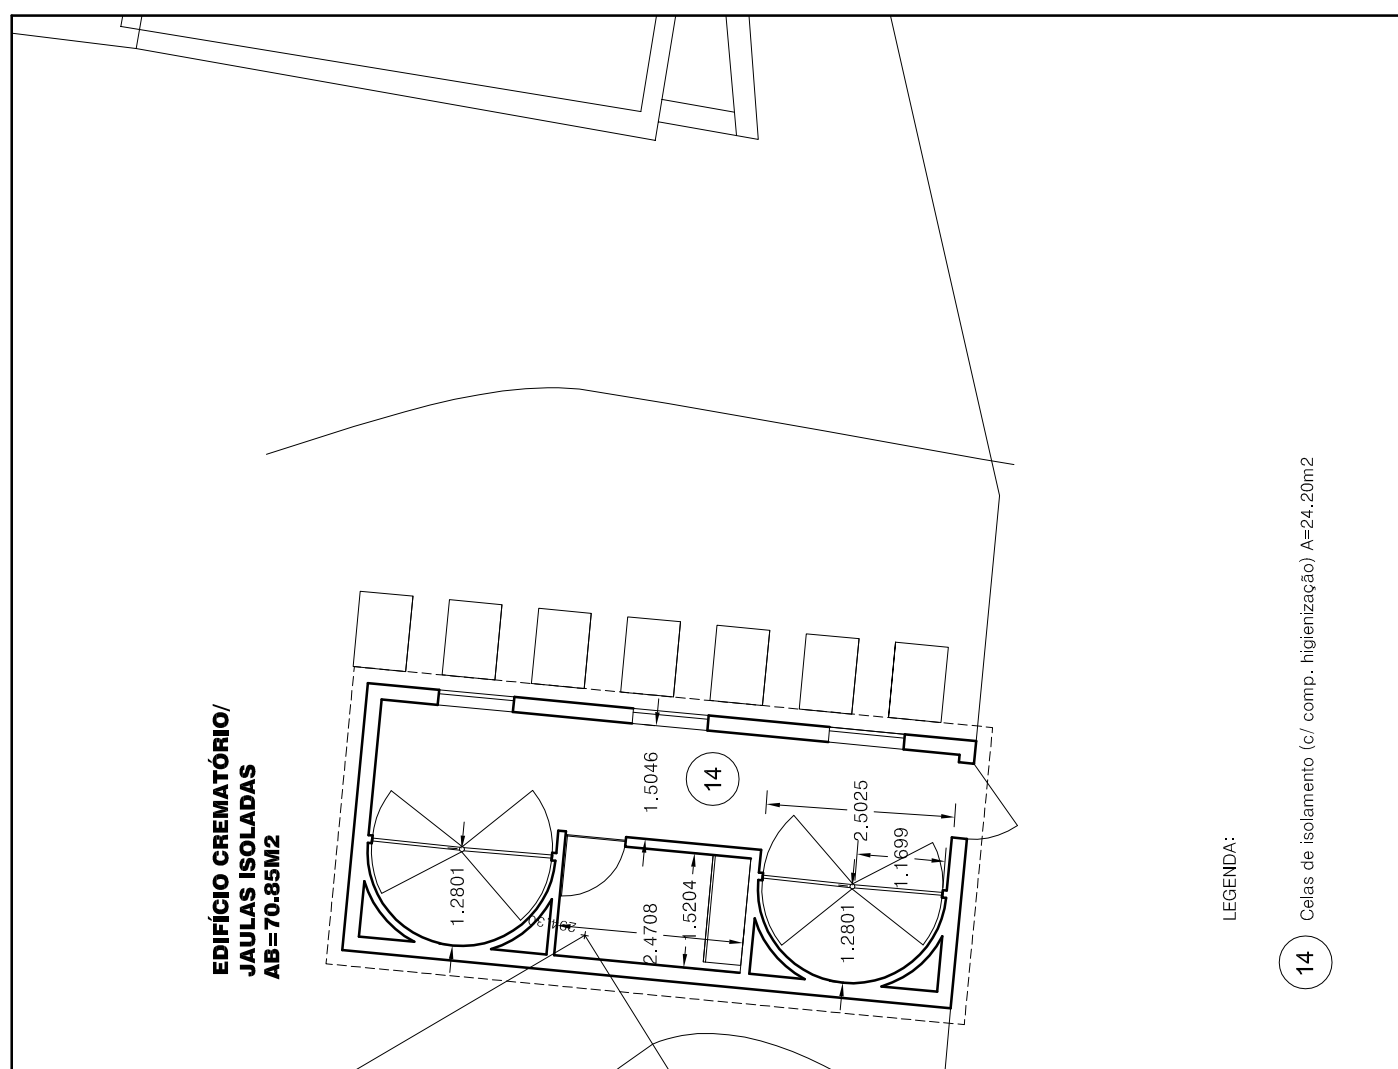 EDIFÍCIO CREMATÓRIO/
JAULAS ISOLADAS
AB=70.85M2
1.2801
1.5046
14
2.4708
1.5204
2.5025
1.1699
1.2801
LEGENDA:
14 Celas de isolamento (c/ comp. higienização) A=24.20m2